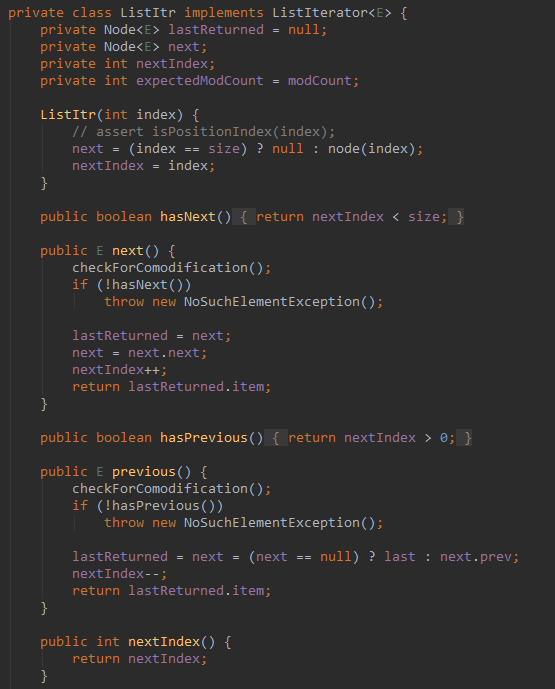 private class ListItr implements ListIterator<E> {
    private Node<E> lastReturned = null;
    private Node<E> next;
    private int nextIndex;
    private int expectedModCount = modCount;

    ListItr(int index) {
        // assert isPositionIndex(index);
        next = (index == size) ? null : node(index);
        nextIndex = index;
    }

    public boolean hasNext() { return nextIndex < size; }

    public E next() {
        checkForComodification();
        if (!hasNext())
            throw new NoSuchElementException();

        lastReturned = next;
        next = next.next;
        nextIndex++;
        return lastReturned.item;
    }

    public boolean hasPrevious() { return nextIndex > 0; }

    public E previous() {
        checkForComodification();
        if (!hasPrevious())
            throw new NoSuchElementException();

        lastReturned = next = (next == null) ? last : next.prev;
        nextIndex--;
        return lastReturned.item;
    }

    public int nextIndex() {
        return nextIndex;
    }